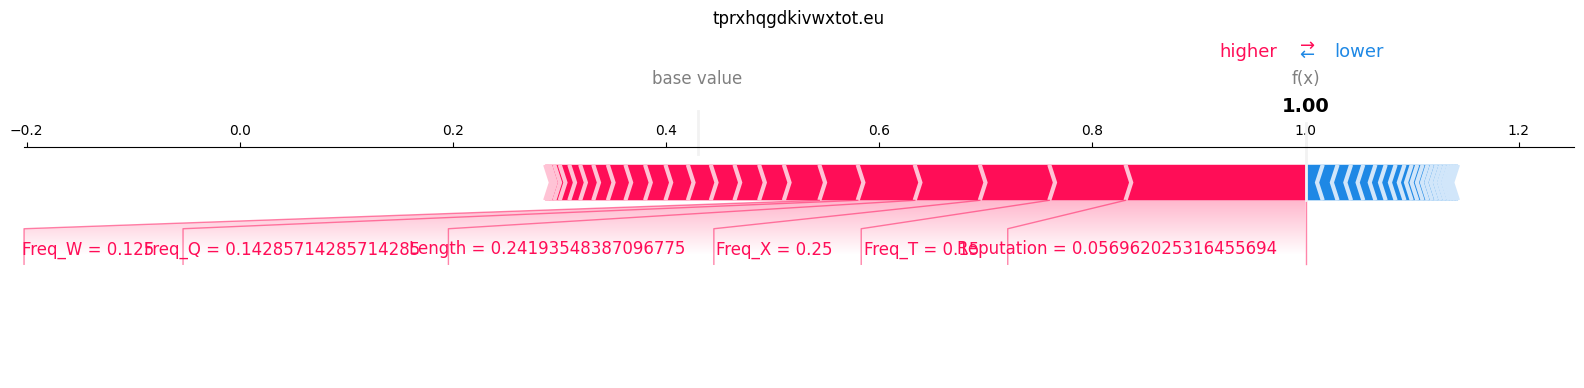 tprxhqgdkivwxtot.eu
higher ⇄ lower
base value f(x)
1.00
−0.2 0.0 0.2 0.4 0.6 0.8 1.0 1.2
Freq_W = 0.125 Freq_Q = 0.14285714285714285 Length = 0.24193548387096775 Freq_X = 0.25 Freq_T = 0.15 Reputation = 0.056962025316455694